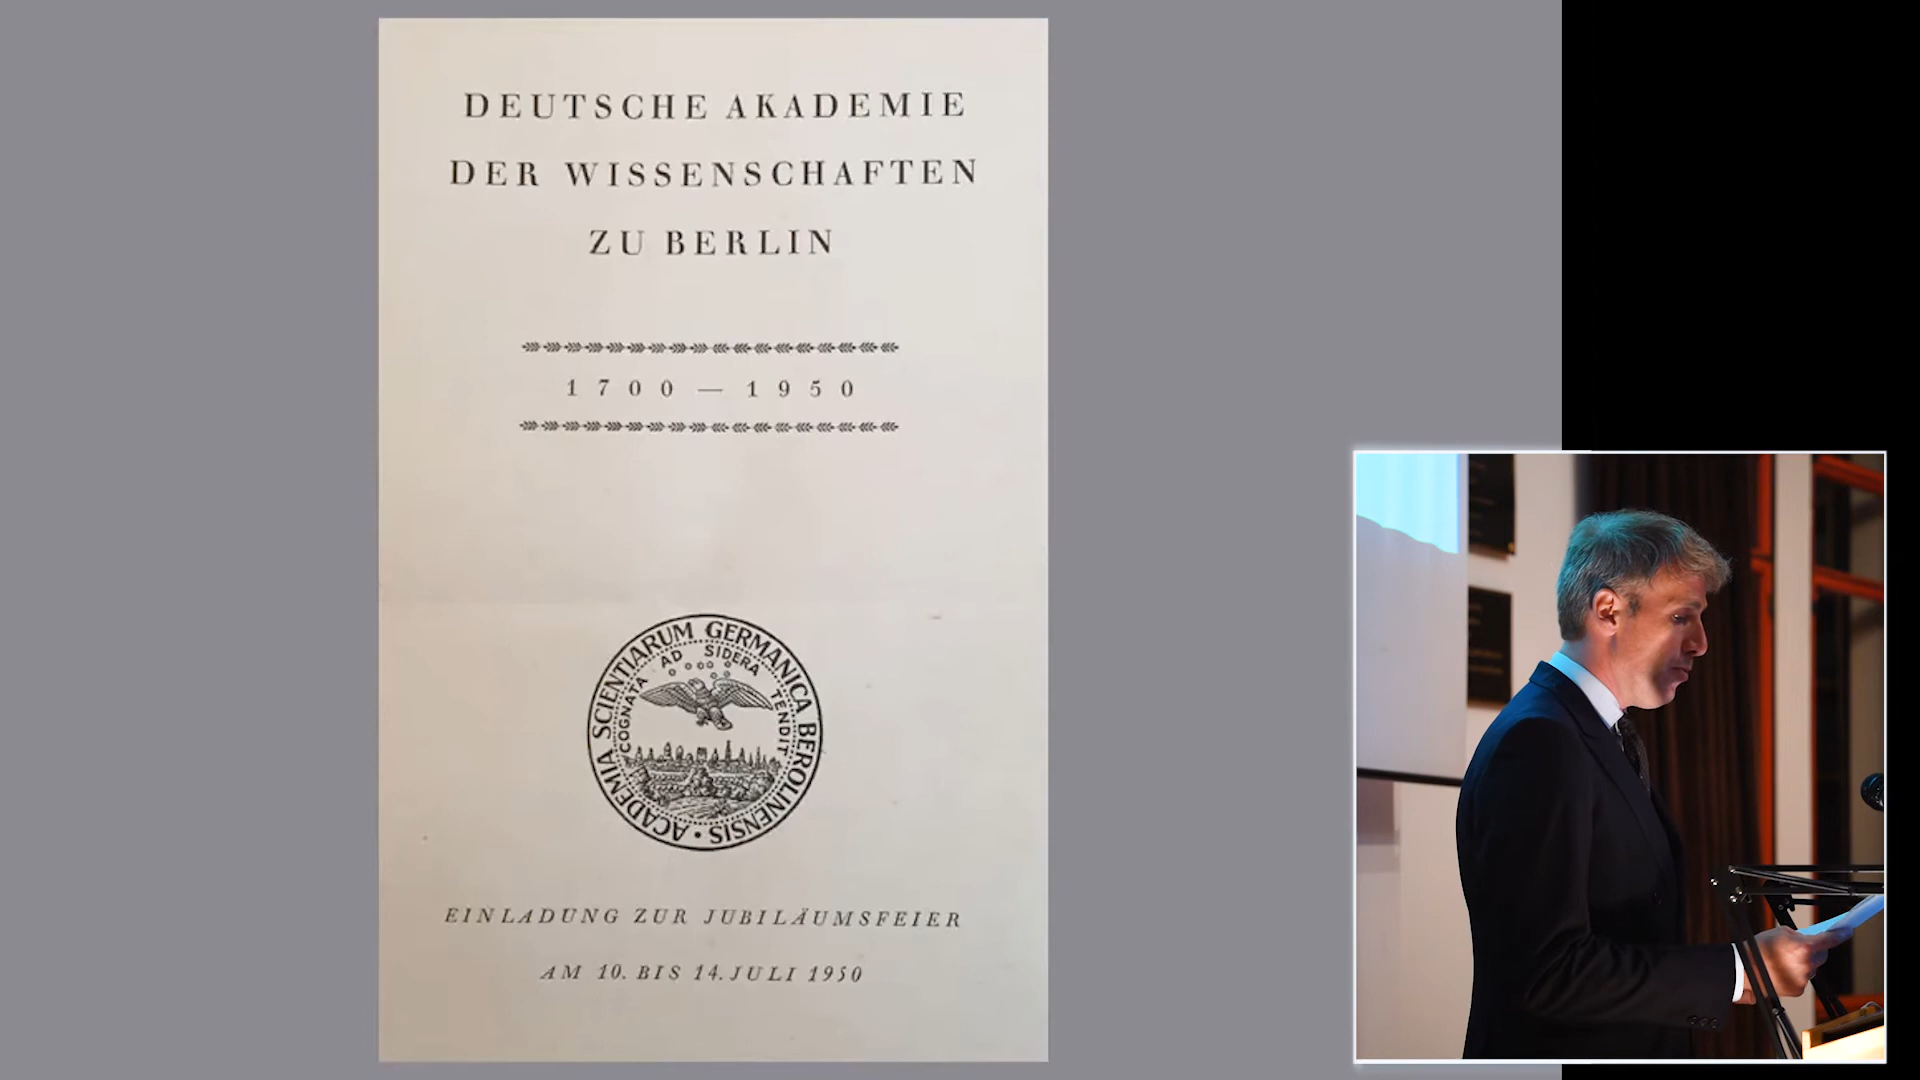 DEUTSCHE AKADEMIE
DER WISSENSCHAFTEN
ZU BERLIN
1700 — 1950
ACADEMIA SCIENTIARUM GERMANICA BEROLINENSIS •
COGNATA AD SIDERA TENDIT
EINLADUNG ZUR JUBILÄUMSFEIER
AM 10. BIS 14. JULI 1950